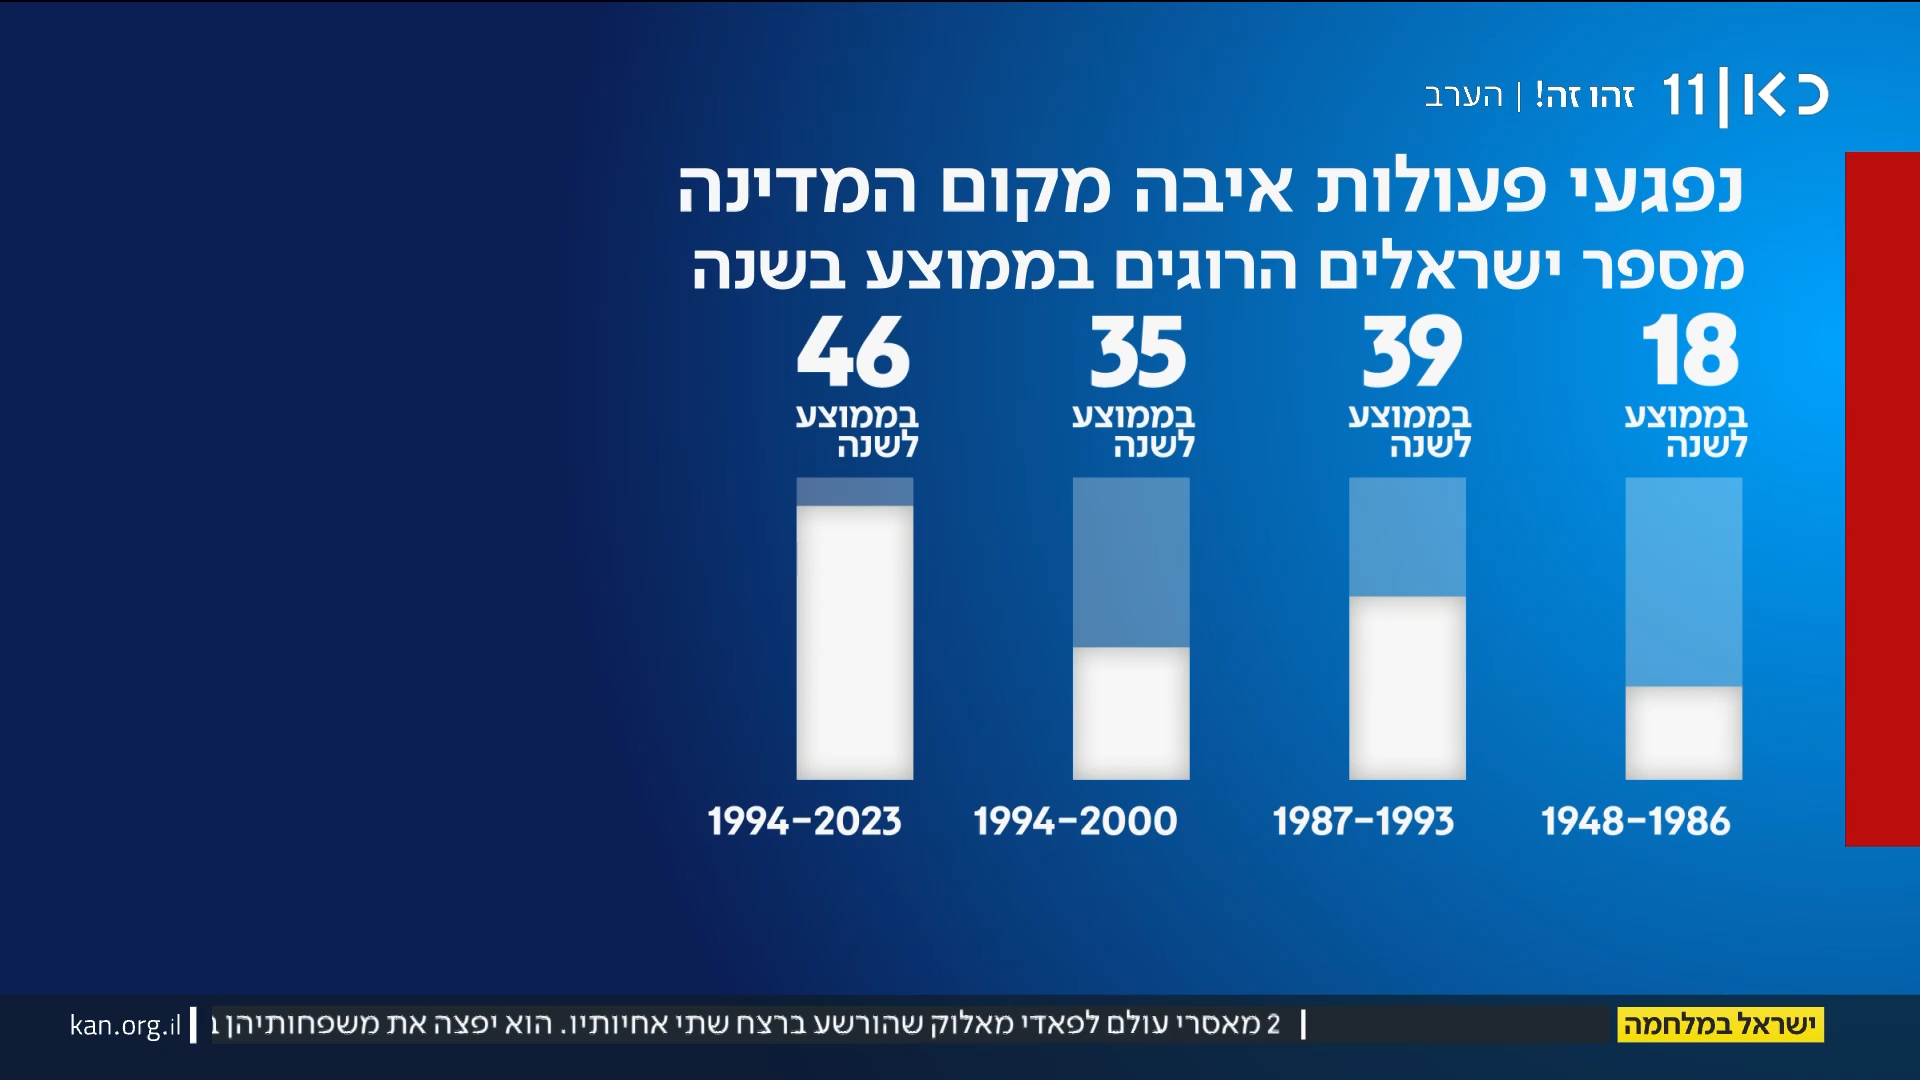 כאן|11 זהו זה! | הערב
נפגעי פעולות איבה מקום המדינה
מספר ישראלים הרוגים בממוצע בשנה
18
בממוצע
לשנה
1948-1986
39
בממוצע
לשנה
1987-1993
35
בממוצע
לשנה
1994-2000
46
בממוצע
לשנה
1994-2023
ישראל במלחמה
| 2 מאסרי עולם לפאדי מאלוק שהורשע ברצח שתי אחיותיו. הוא יפצה את משפחותיהן
kan.org.il